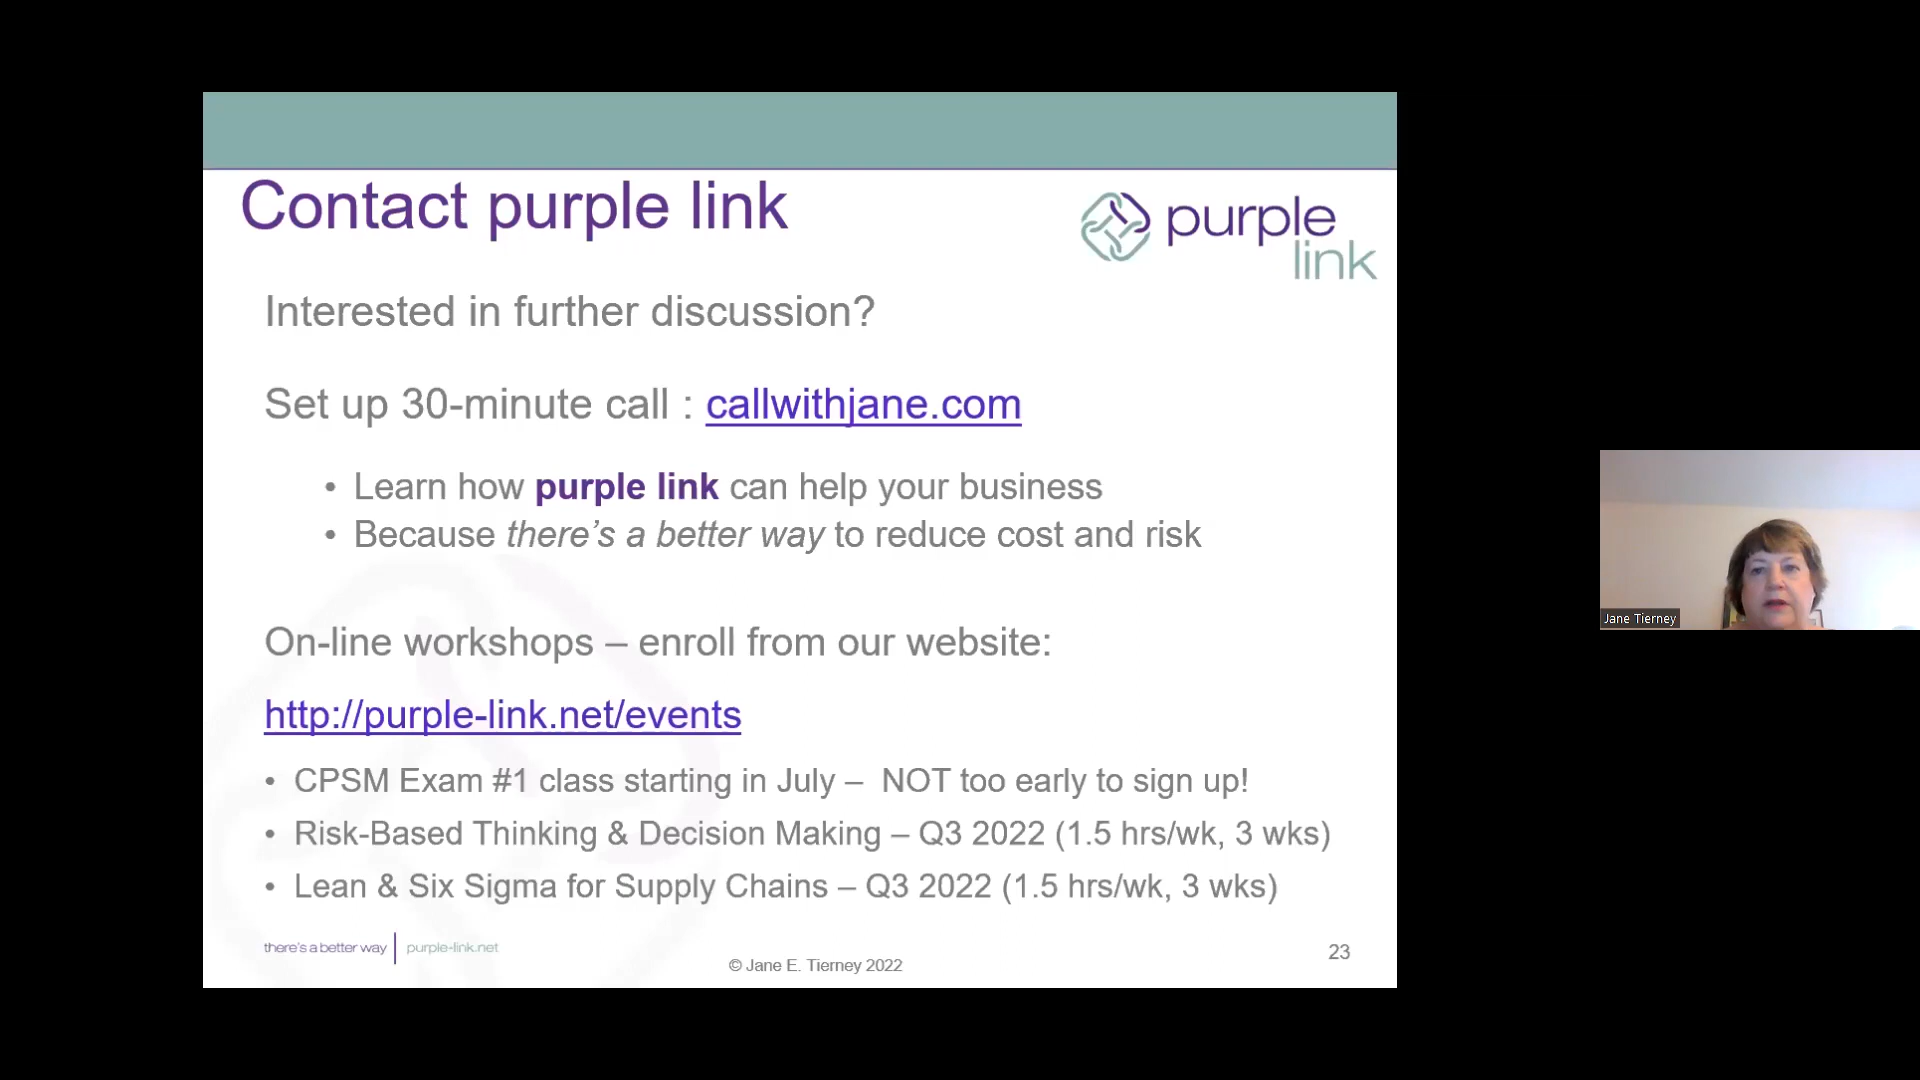 Contact purple link
purple
link
Interested in further discussion?
Set up 30-minute call : callwithjane.com
• Learn how purple link can help your business
• Because there's a better way to reduce cost and risk
On-line workshops – enroll from our website:
http://purple-link.net/events
• CPSM Exam #1 class starting in July – NOT too early to sign up!
• Risk-Based Thinking & Decision Making – Q3 2022 (1.5 hrs/wk, 3 wks)
• Lean & Six Sigma for Supply Chains – Q3 2022 (1.5 hrs/wk, 3 wks)
there's a better way | purple-link.net
© Jane E. Tierney 2022
23
Jane Tierney